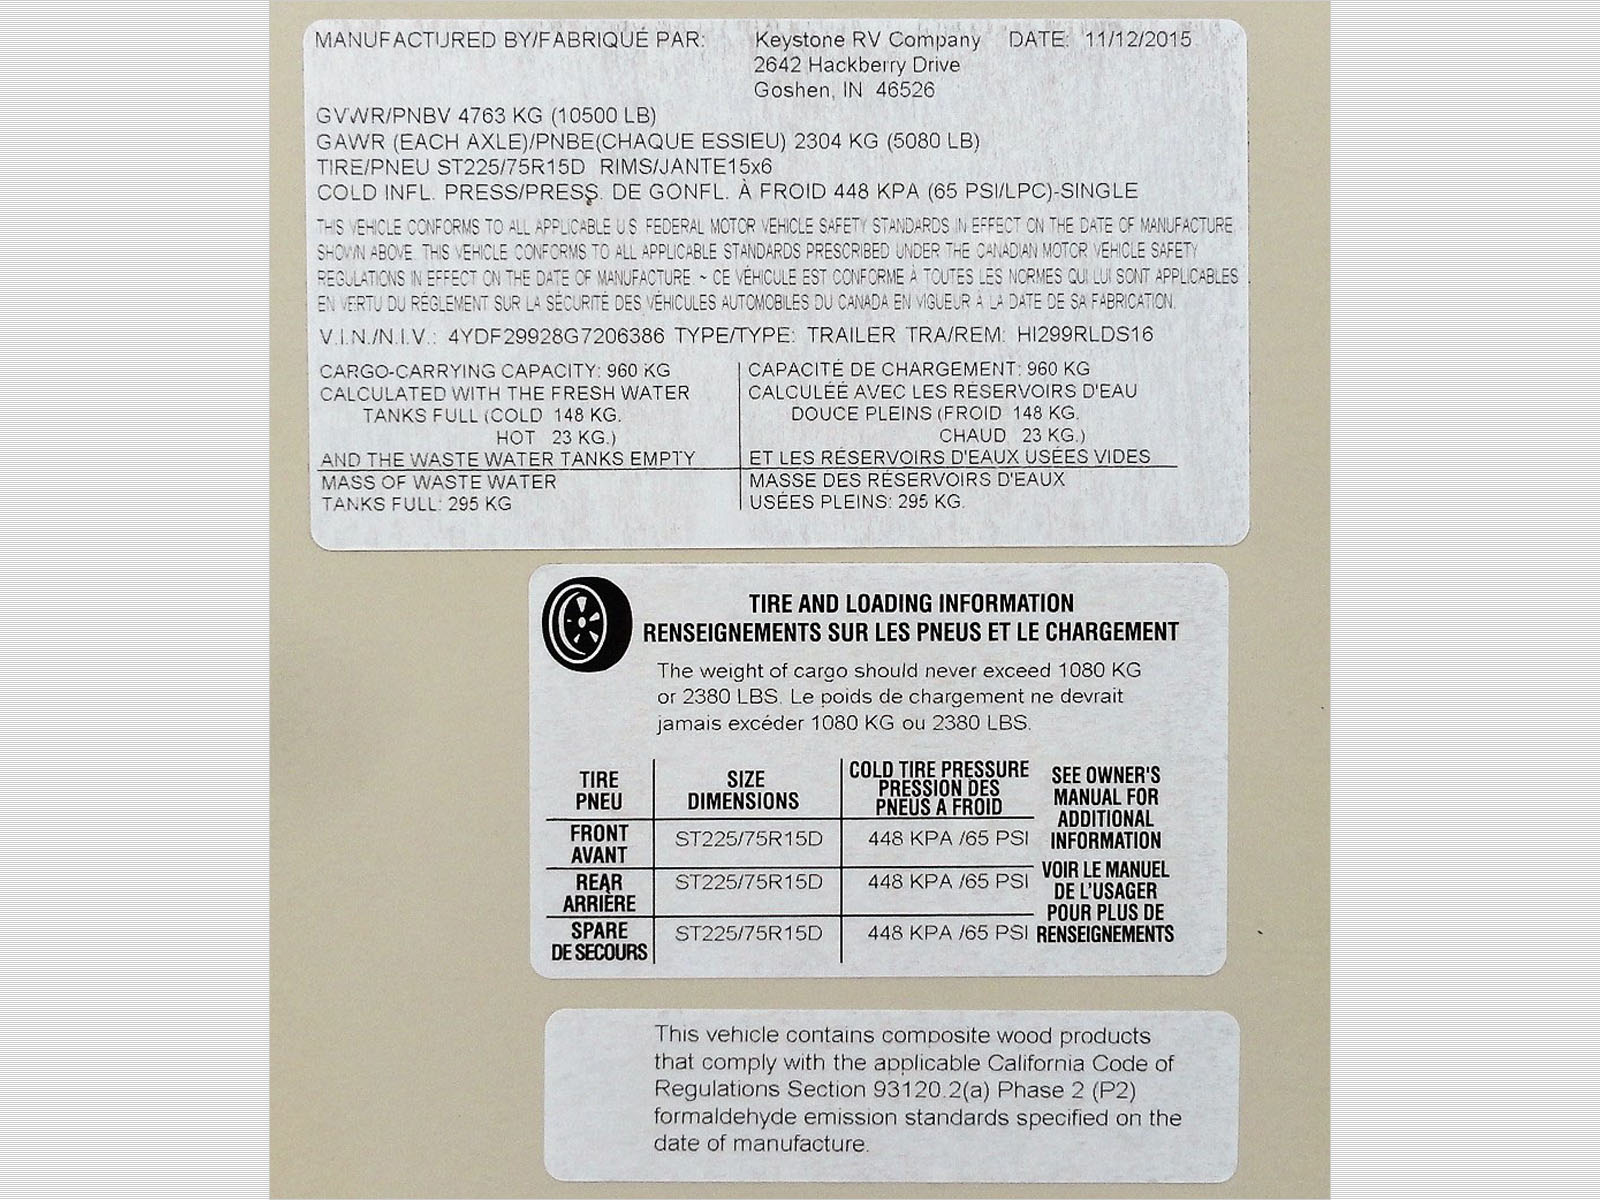 MANUFACTURED BY/FABRIQUÉ PAR: Keystone RV Company DATE: 11/12/2015
2642 Hackberry Drive
Goshen, IN 46526
GVWR/PNBV 4763 KG (10500 LB)
GAWR (EACH AXLE)/PNBE(CHAQUE ESSIEU) 2304 KG (5080 LB)
TIRE/PNEU ST225/75R15D RIMS/JANTE15x6
COLD INFL. PRESS/PRESS. DE GONFL. À FROID 448 KPA (65 PSI/LPC)-SINGLE
THIS VEHICLE CONFORMS TO ALL APPLICABLE U.S. FEDERAL MOTOR VEHICLE SAFETY STANDARDS IN EFFECT ON THE DATE OF MANUFACTURE
SHOWN ABOVE. THIS VEHICLE CONFORMS TO ALL APPLICABLE STANDARDS PRESCRIBED UNDER THE CANADIAN MOTOR VEHICLE SAFETY
REGULATIONS IN EFFECT ON THE DATE OF MANUFACTURE. ~ CE VÉHICULE EST CONFORME À TOUTES LES NORMES QUI LUI SONT APPLICABLES
EN VERTU DU RÉGLEMENT SUR LA SÉCURITÉ DES VÉHICULES AUTOMOBILES DU CANADA EN VIGUEUR À LA DATE DE SA FABRICATION.
V.I.N./N.I.V.: 4YDF29928G7206386 TYPE/TYPE: TRAILER TRA/REM: HI299RLDS16
CARGO-CARRYING CAPACITY: 960 KG
CALCULATED WITH THE FRESH WATER
TANKS FULL (COLD 148 KG.
HOT 23 KG.)
AND THE WASTE WATER TANKS EMPTY
MASS OF WASTE WATER
TANKS FULL: 295 KG
CAPACITÉ DE CHARGEMENT: 960 KG
CALCULÉÉ AVEC LES RÉSERVOIRS D'EAU
DOUCE PLEINS (FROID 148 KG.
CHAUD 23 KG.)
ET LES RÉSERVOIRS D'EAUX USÉES VIDES
MASSE DES RÉSERVOIRS D'EAUX
USÉES PLEINS: 295 KG.
TIRE AND LOADING INFORMATION
RENSEIGNEMENTS SUR LES PNEUS ET LE CHARGEMENT
The weight of cargo should never exceed 1080 KG
or 2380 LBS. Le poids de chargement ne devrait
jamais excéder 1080 KG ou 2380 LBS.
TIRE
PNEU
SIZE
DIMENSIONS
COLD TIRE PRESSURE
PRESSION DES
PNEUS A FROID
FRONT
AVANT
ST225/75R15D 448 KPA /65 PSI
REAR
ARRIÈRE
ST225/75R15D 448 KPA /65 PSI
SPARE
DE SECOURS
ST225/75R15D 448 KPA /65 PSI
SEE OWNER'S
MANUAL FOR
ADDITIONAL
INFORMATION
VOIR LE MANUEL
DE L'USAGER
POUR PLUS DE
RENSEIGNEMENTS
This vehicle contains composite wood products
that comply with the applicable California Code of
Regulations Section 93120.2(a) Phase 2 (P2)
formaldehyde emission standards specified on the
date of manufacture.